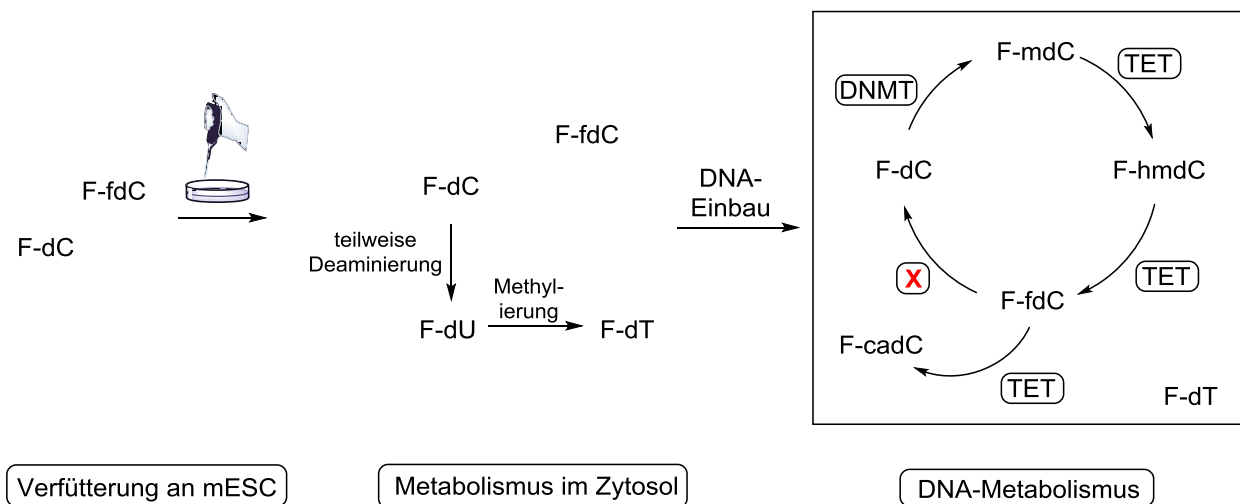 F-fdC
F-dC
F-fdC
F-dC
teilweise
Deaminierung
Methyl-
ierung
F-dU
F-dT
DNA-
Einbau
F-mdC
TET
DNMT
F-dC
F-hmdC
X
TET
F-fdC
F-cadC
TET
F-dT
Verfütterung an mESC
Metabolismus im Zytosol
DNA-Metabolismus